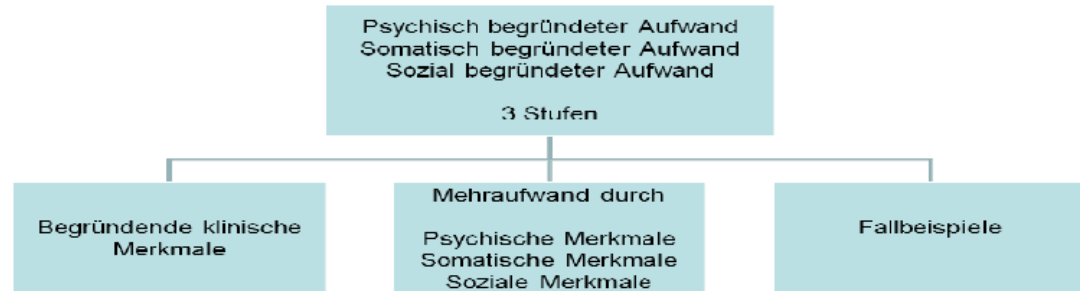 Psychisch begründeter Aufwand
Somatisch begründeter Aufwand
Sozial begründeter Aufwand
3 Stufen
Begründende klinische
Merkmale
Mehraufwand durch
Psychische Merkmale
Somatische Merkmale
Soziale Merkmale
Fallbeispiele